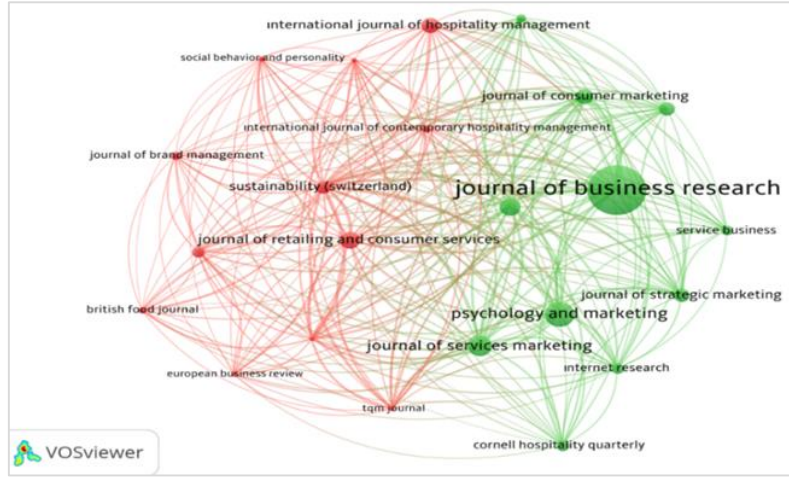 international journal of hospitality management
social behavior and personality
journal of consumer marketing
international journal of contemporary hospitality management
journal of brand management
sustainability (switzerland)
journal of business research
service business
journal of retailing and consumer services
journal of strategic marketing
british food journal
psychology and marketing
journal of services marketing
internet research
european business review
tqm journal
cornell hospitality quarterly
VOSviewer